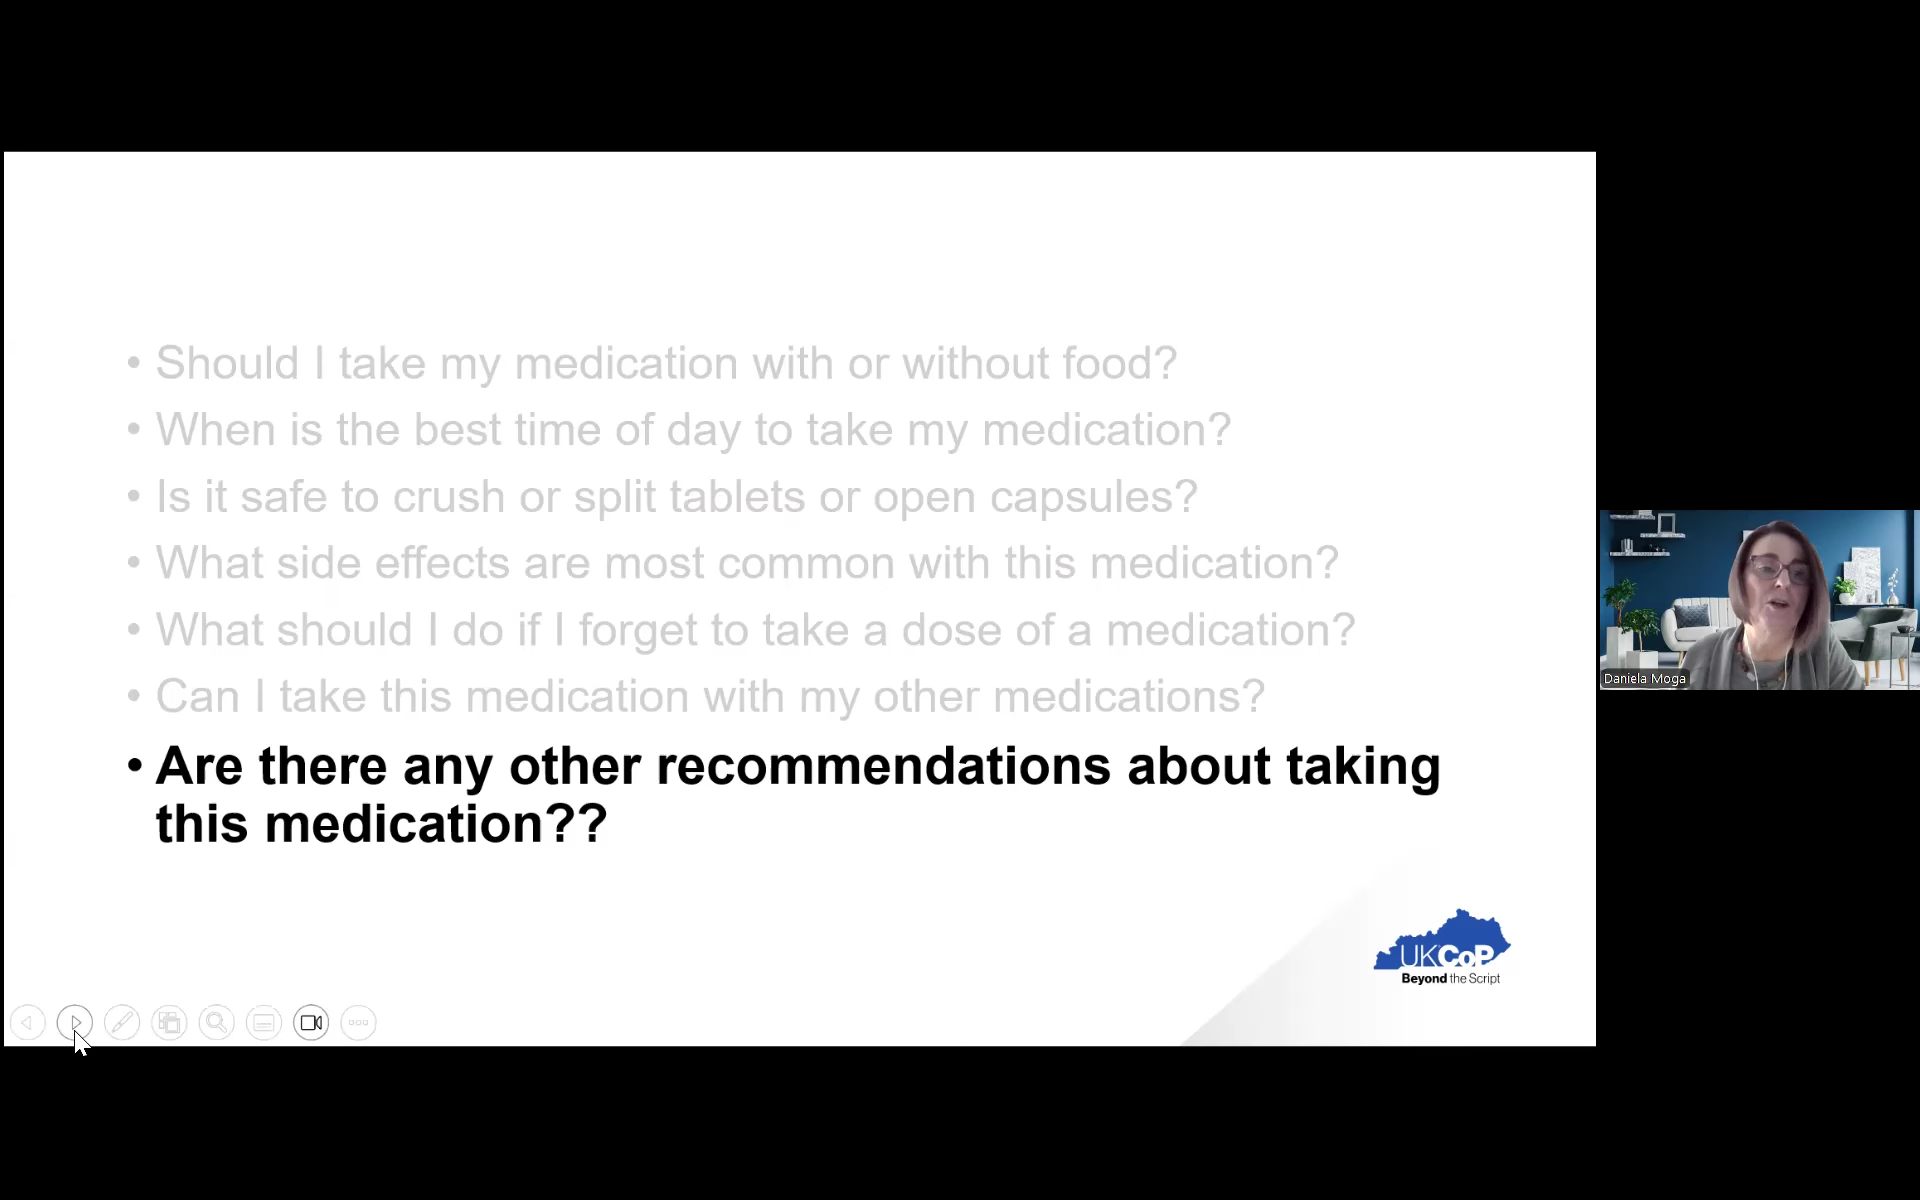 • Should I take my medication with or without food?
• When is the best time of day to take my medication?
• Is it safe to crush or split tablets or open capsules?
• What side effects are most common with this medication?
• What should I do if I forget to take a dose of a medication?
• Can I take this medication with my other medications?
• Are there any other recommendations about taking
this medication??
UKCoP
Beyond the Script
Daniela Moga